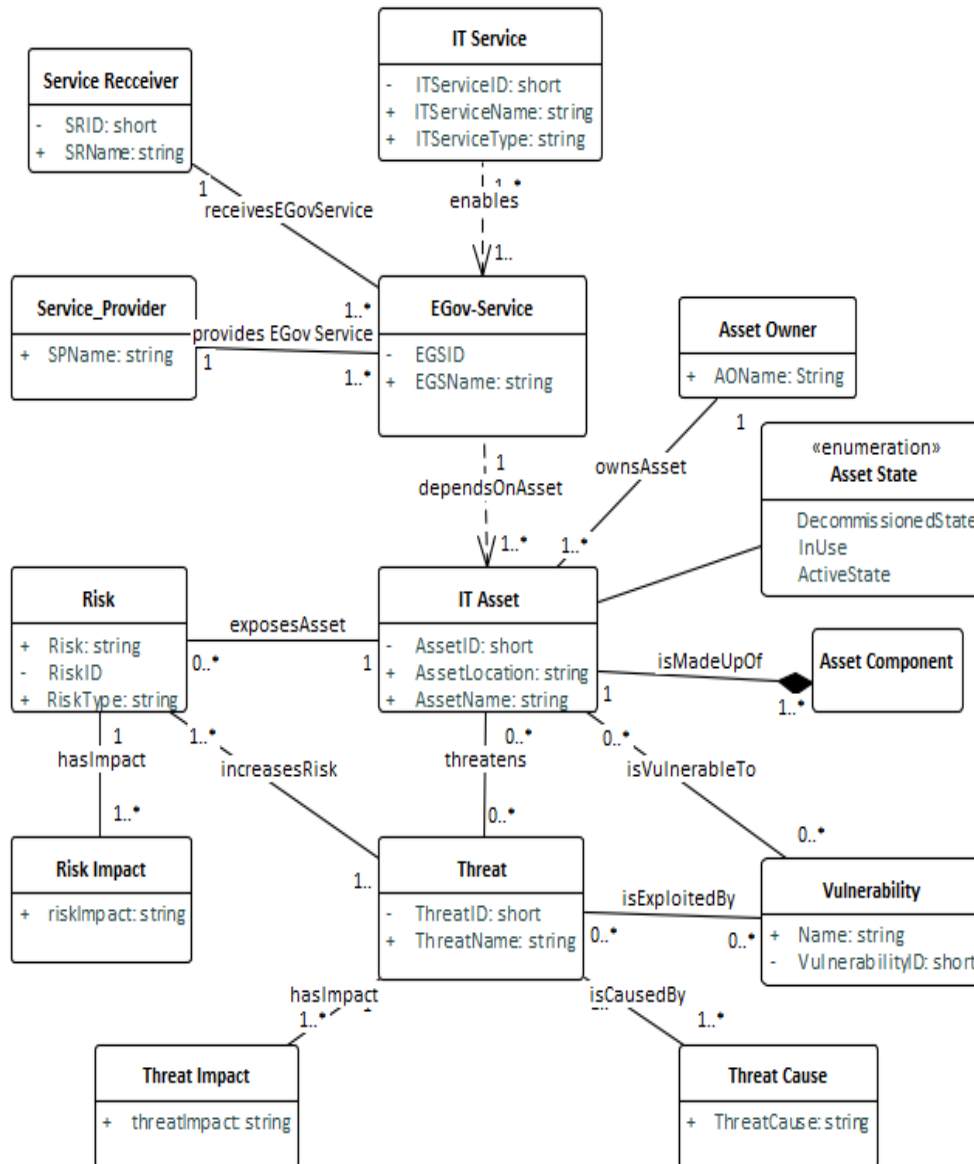 IT Service
- ITServiceID: short
+ ITServiceName: string
+ ITServiceType: string
Service Recceiver
- SRID: short
+ SRName: string
1
receivesEGovService
1..*
1..*
enables
1..
Service_Provider
+ SPName: string
provides EGov Service
1
1..*
EGov-Service
- EGSID
+ EGSName: string
Asset Owner
+ AOName: String
1
ownsAsset
1..*
«enumeration»
Asset State
DecommissionedState
InUse
ActiveState
1
dependsOnAsset
1..*
Risk
+ Risk: string
- RiskID
+ RiskType: string
exposesAsset
0..*
1
IT Asset
- AssetID: short
+ AssetLocation: string
+ AssetName: string
isMadeUpOf
1
1..*
Asset Component
1
hasImpact
1..*
1..*
increasesRisk
1..
0..*
threatens
0..*
0..*
isVulnerableTo
0..*
Risk Impact
+ riskImpact: string
Threat
- ThreatID: short
+ ThreatName: string
isExploitedBy
0..*
0..*
Vulnerability
+ Name: string
- VulnerabilityID: short
hasImpact
1..*
1
isCausedBy
1..*
Threat Impact
+ threatImpact: string
Threat Cause
+ ThreatCause: string